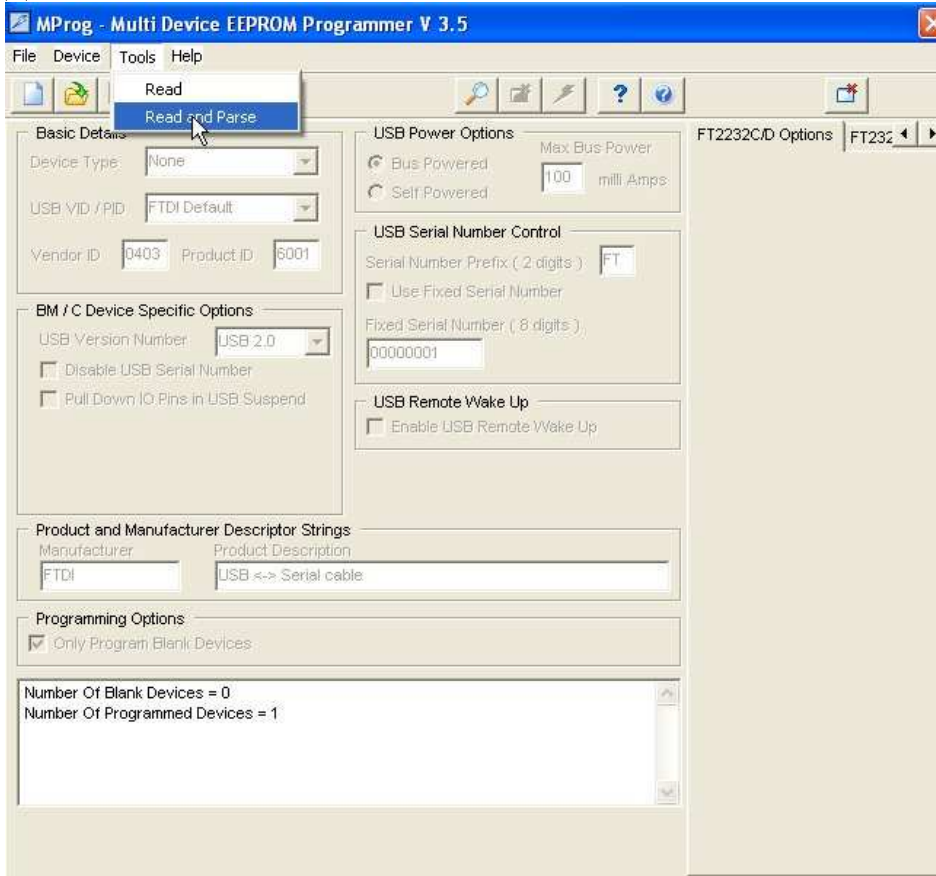 MProg - Multi Device EEPROM Programmer V 3.5
File Device Tools Help
Read
Read and Parse
Basic Details
Device Type None
USB VID / PID FTDI Default
Vendor ID 0403 Product ID 6001
BM / C Device Specific Options
USB Version Number USB 2.0
Disable USB Serial Number
Pull Down IO Pins in USB Suspend
USB Power Options
Max Bus Power
Bus Powered
100 milli Amps
Self Powered
USB Serial Number Control
Serial Number Prefix ( 2 digits ) FT
Use Fixed Serial Number
Fixed Serial Number ( 8 digits )
00000001
USB Remote Wake Up
Enable USB Remote Wake Up
FT2232C/D Options FT232
Product and Manufacturer Descriptor Strings
Manufacturer Product Description
FTDI USB <-> Serial cable
Programming Options
Only Program Blank Devices
Number Of Blank Devices = 0
Number Of Programmed Devices = 1